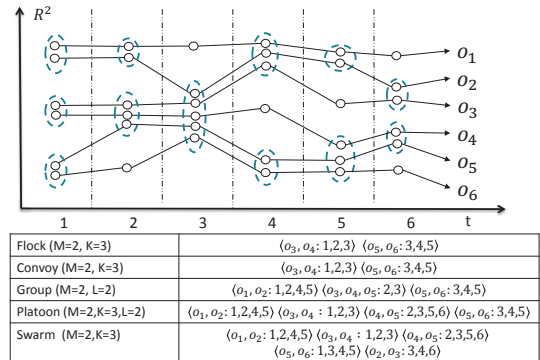 R²
o₁
o₂
o₃
o₄
o₅
o₆
1 2 3 4 5 6 t
Flock (M=2, K=3) ⟨o₃, o₄: 1,2,3⟩ ⟨o₅, o₆: 3,4,5⟩
Convoy (M=2, K=3) ⟨o₃, o₄: 1,2,3⟩ ⟨o₅, o₆: 3,4,5⟩
Group (M=2, L=2) ⟨o₁, o₂: 1,2,4,5⟩ ⟨o₃, o₄, o₅: 2,3⟩ ⟨o₅, o₆: 3,4,5⟩
Platoon (M=2,K=3,L=2) ⟨o₁, o₂: 1,2,4,5⟩ ⟨o₃, o₄ : 1,2,3⟩ ⟨o₄, o₅: 2,3,5,6⟩ ⟨o₅, o₆: 3,4,5⟩
Swarm (M=2,K=3) ⟨o₁, o₂: 1,2,4,5⟩ ⟨o₃, o₄ : 1,2,3⟩ ⟨o₄, o₅: 2,3,5,6⟩
⟨o₅, o₆: 1,3,4,5⟩ ⟨o₂, o₃: 3,4,6⟩